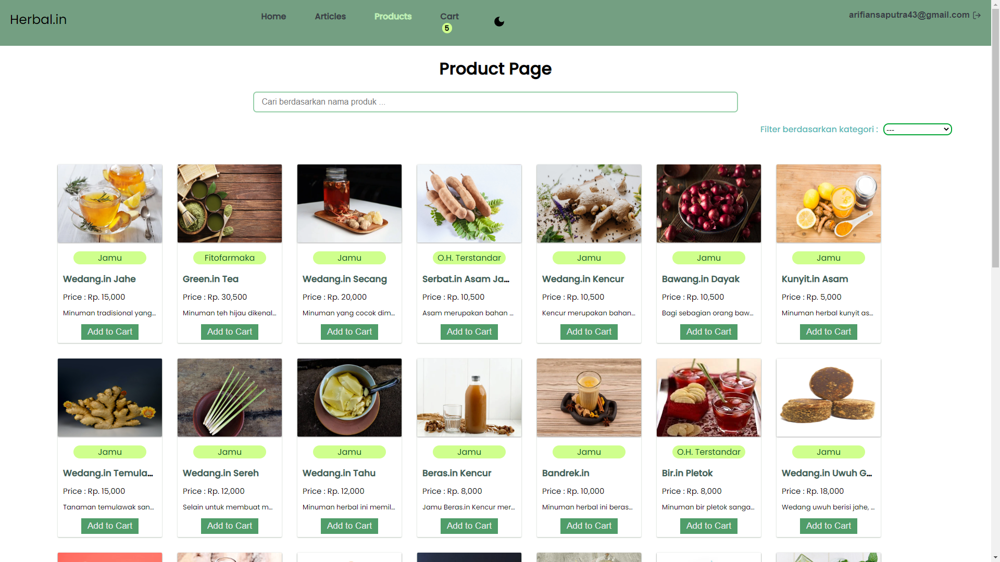 Herbal.in
Home
Articles
Products
Cart
5
arifiansaputra43@gmail.com
Product Page
Cari berdasarkan nama produk ...
Filter berdasarkan kategori :
---
Jamu
Fitofarmaka
Jamu
O.H. Terstandar
Jamu
Jamu
Jamu
Wedang.in Jahe
Green.in Tea
Wedang.in Secang
Serbat.in Asam Ja...
Wedang.in Kencur
Bawang.in Dayak
Kunyit.in Asam
Price : Rp. 15,000
Price : Rp. 30,500
Price : Rp. 20,000
Price : Rp. 10,500
Price : Rp. 10,500
Price : Rp. 10,500
Price : Rp. 5,000
Minuman tradisional yang...
Minuman teh hijau dikenal...
Minuman yang cocok dim...
Asam merupakan bahan ...
Kencur merupakan bahan...
Bagi sebagian orang baw...
Minuman herbal kunyit as...
Add to Cart
Add to Cart
Add to Cart
Add to Cart
Add to Cart
Add to Cart
Add to Cart
Jamu
Jamu
Jamu
Jamu
Jamu
O.H. Terstandar
Jamu
Wedang.in Temula...
Wedang.in Sereh
Wedang.in Tahu
Beras.in Kencur
Bandrek.in
Bir.in Pletok
Wedang.in Uwuh G...
Price : Rp. 15,000
Price : Rp. 12,000
Price : Rp. 12,000
Price : Rp. 8,000
Price : Rp. 10,000
Price : Rp. 8,000
Price : Rp. 18,000
Tanaman temulawak san...
Selain untuk membuat m...
Minuman herbal ini memil...
Jamu Beras.in Kencur mer...
Minuman herbal ini beras...
Minuman bir pletok sanga...
Wedang uwuh berisi jahe, ...
Add to Cart
Add to Cart
Add to Cart
Add to Cart
Add to Cart
Add to Cart
Add to Cart